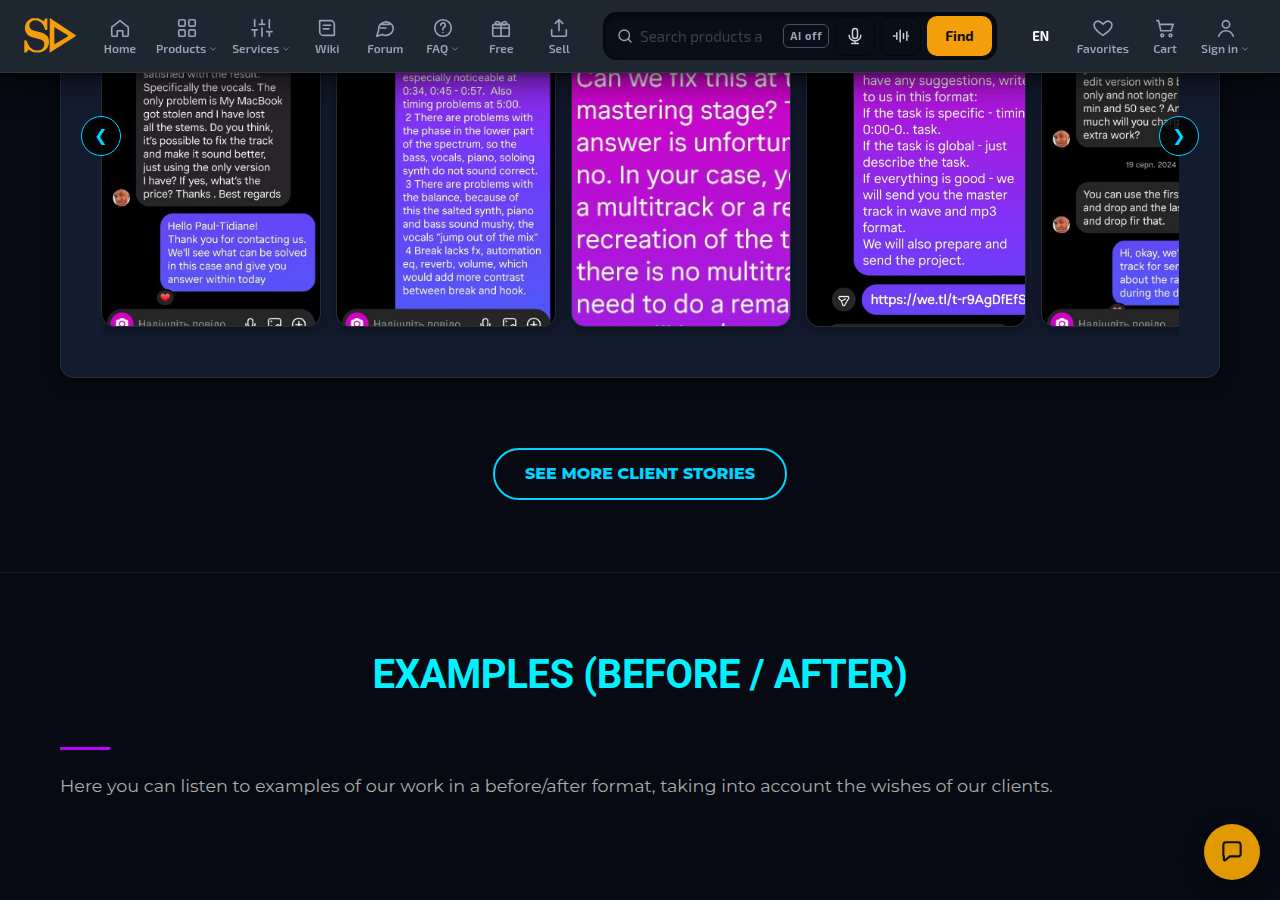 Home
Products
Services
Wiki
Forum
FAQ
Free
Sell
Search products a
AI off
Find
EN
Favorites
Cart
Sign in
satisfied with the result.
Specifically the vocals. The
only problem is My MacBook
got stolen and I have lost
all the stems. Do you think,
it's possible to fix the track
and make it sound better,
just using the only version
I have? If yes, what's the
price? Thanks . Best regards
Hello Paul-Tidiane!
Thank you for contacting us.
We'll see what can be solved
in this case and give you
answer within today
Надішліть повідо
especially noticeable at
0:34, 0:45 - 0:57. Also
timing problems at 5:00.
2 There are problems with
the phase in the lower part
of the spectrum, so the
bass, vocals, piano, soloing
synth do not sound correct.
3 There are problems with
the balance, because of
this the salted synth, piano
and bass sound mushy, the
vocals "jump out of the mix"
4 Break lacks fx, automation
eq, reverb, volume, which
would add more contrast
between break and hook.
Надішліть повідо
Can we fix this at t
mastering stage? T
answer is unfortun
no. In your case, y
a multitrack or a re
recreation of the t
there is no multitra
need to do a rema
have any suggestions, write
to us in this format:
If the task is specific - timin
0:00-0.. task.
If the task is global - just
describe the task.
If everything is good - we
will send you the master
track in wave and mp3
format.
We will also prepare and
send the project.
https://we.tl/t-r9AgDfEfS
edit version with 8 b
only and not longer
min and 50 sec ? An
much will you cha
extra work?
19 серп. 2024
You can use the firs
and drop and the las
and drop fir that.
Hi, okay, we'
track for ser
about the ra
during the d
Надішліть повідо
SEE MORE CLIENT STORIES
EXAMPLES (BEFORE / AFTER)
Here you can listen to examples of our work in a before/after format, taking into account the wishes of our clients.